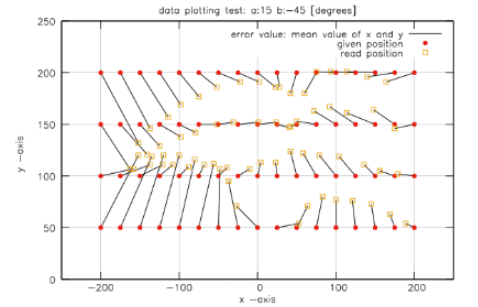 data plotting test: a:15 b:−45 [degrees]
error value: mean value of x and y
given position
read position
250
200
150
100
50
0
y −axis
−200
−100
0
100
200
x −axis